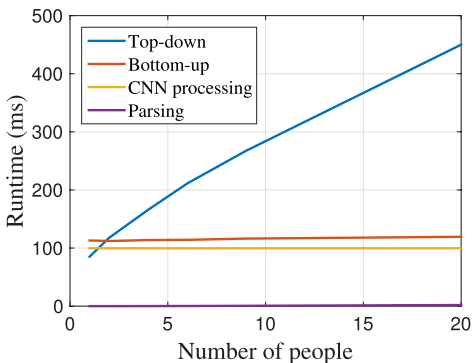 500
400
300
200
100
0
Runtime (ms)
Top-down
Bottom-up
CNN processing
Parsing
0 5 10 15 20
Number of people